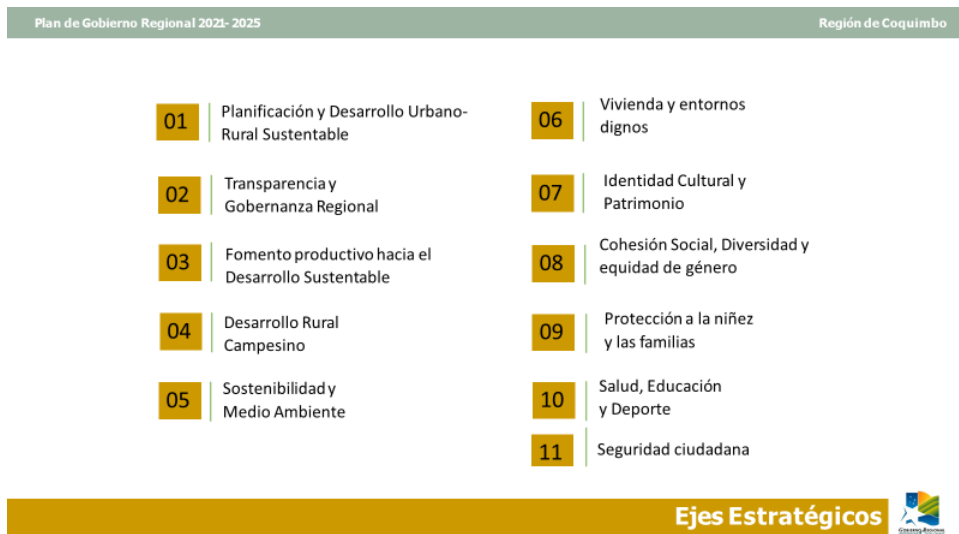 Plan de Gobierno Regional 2021- 2025
Región de Coquimbo
01
Planificación y Desarrollo Urbano-
Rural Sustentable
02
Transparencia y
Gobernanza Regional
03
Fomento productivo hacia el
Desarrollo Sustentable
04
Desarrollo Rural
Campesino
05
Sostenibilidad y
Medio Ambiente
06
Vivienda y entornos
dignos
07
Identidad Cultural y
Patrimonio
08
Cohesión Social, Diversidad y
equidad de género
09
Protección a la niñez
y las familias
10
Salud, Educación
y Deporte
11
Seguridad ciudadana
Ejes Estratégicos
Gobierno Regional